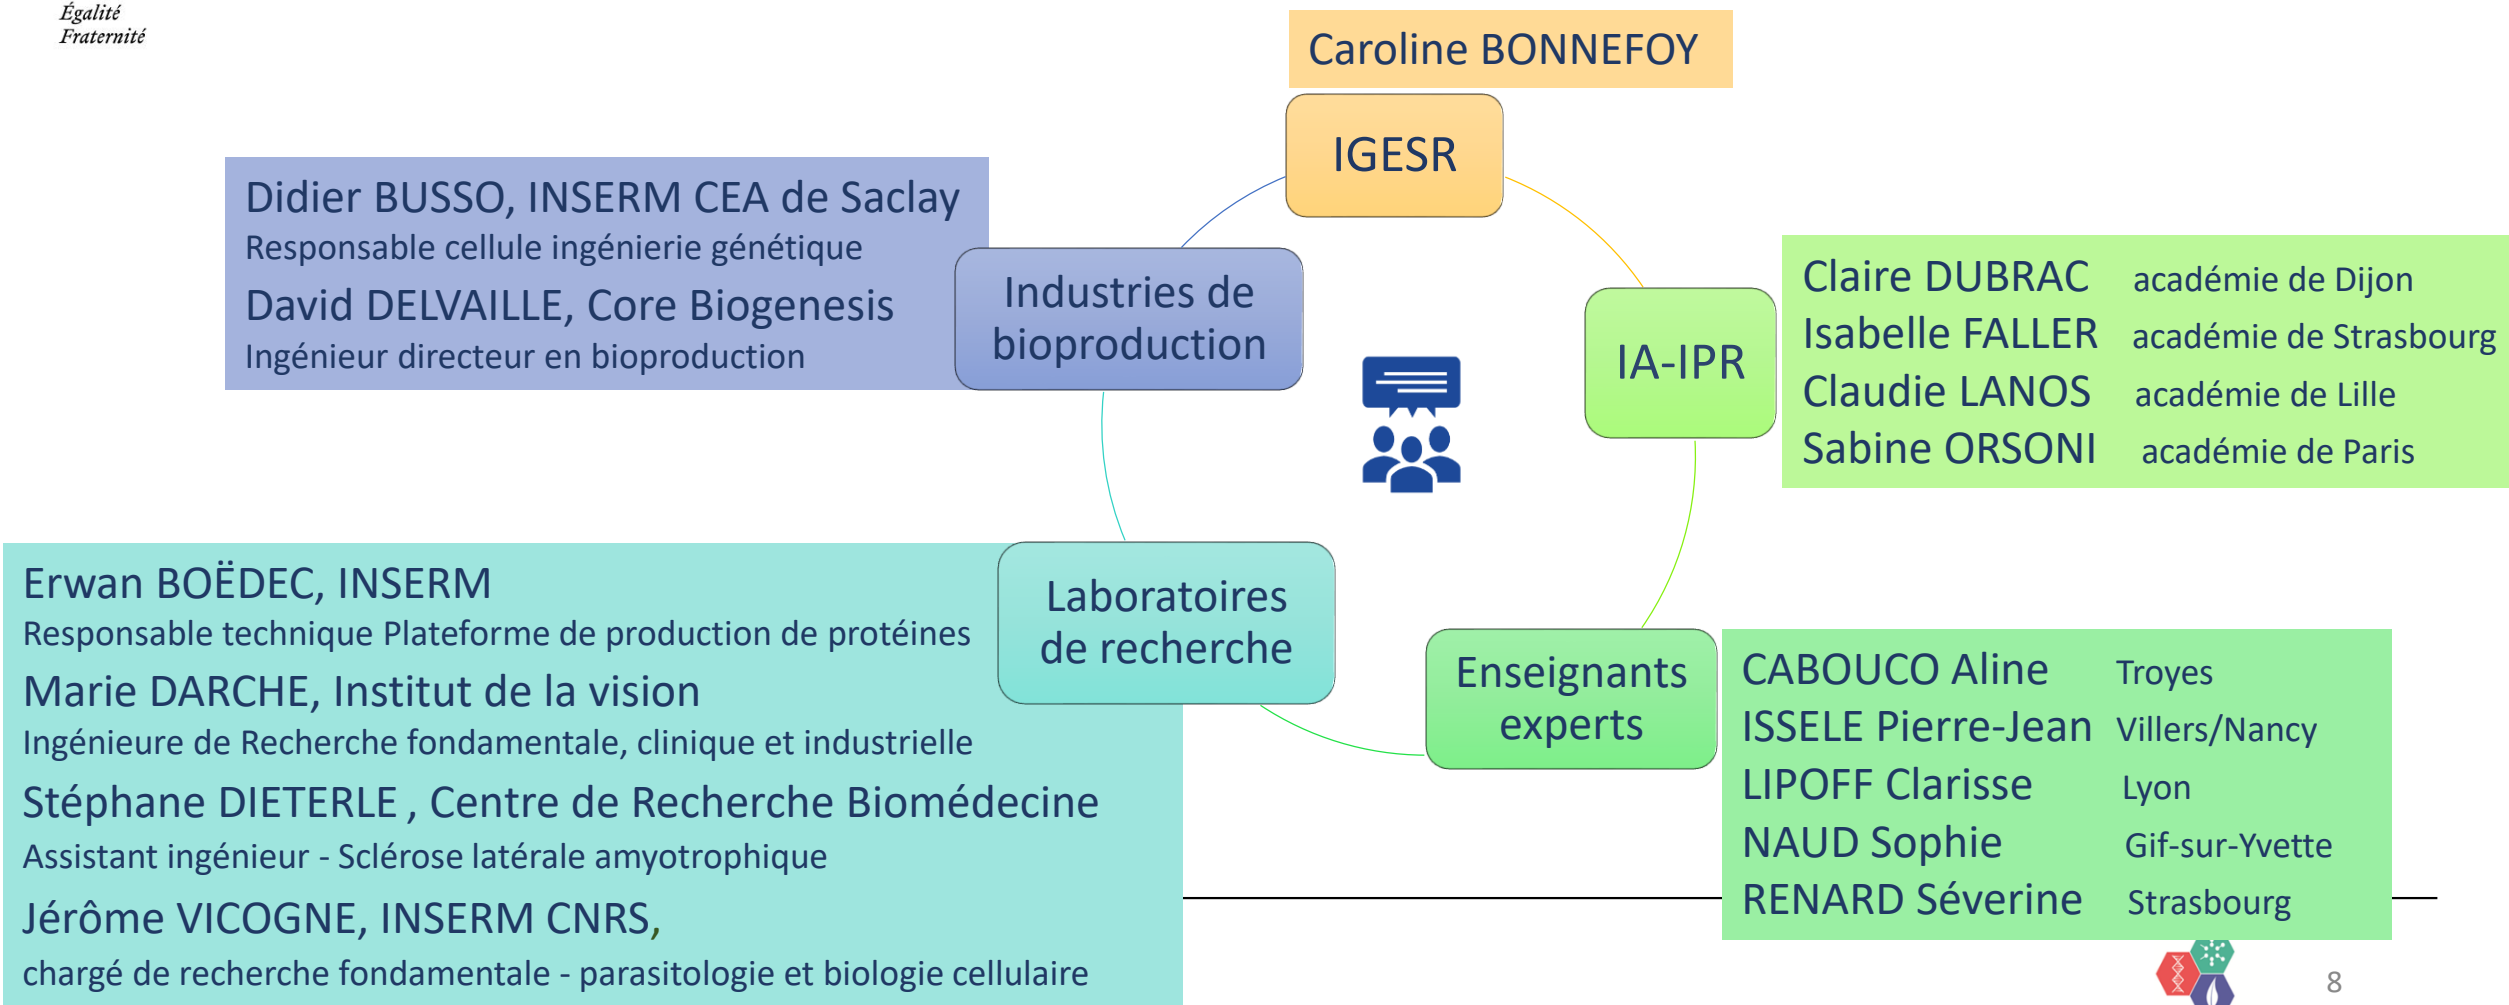 Égalité
Fraternité
Caroline BONNEFOY
IGESR
Didier BUSSO, INSERM CEA de Saclay
Responsable cellule ingénierie génétique
David DELVAILLE, Core Biogenesis
Ingénieur directeur en bioproduction
Industries de
bioproduction
IA-IPR
Claire DUBRAC académie de Dijon
Isabelle FALLER académie de Strasbourg
Claudie LANOS académie de Lille
Sabine ORSONI académie de Paris
Erwan BOËDEC, INSERM
Responsable technique Plateforme de production de protéines
Marie DARCHE, Institut de la vision
Ingénieure de Recherche fondamentale, clinique et industrielle
Stéphane DIETERLE , Centre de Recherche Biomédecine
Assistant ingénieur - Sclérose latérale amyotrophique
Jérôme VICOGNE, INSERM CNRS,
chargé de recherche fondamentale - parasitologie et biologie cellulaire
Laboratoires
de recherche
Enseignants
experts
CABOUCO Aline Troyes
ISSELE Pierre-Jean Villers/Nancy
LIPOFF Clarisse Lyon
NAUD Sophie Gif-sur-Yvette
RENARD Séverine Strasbourg
8